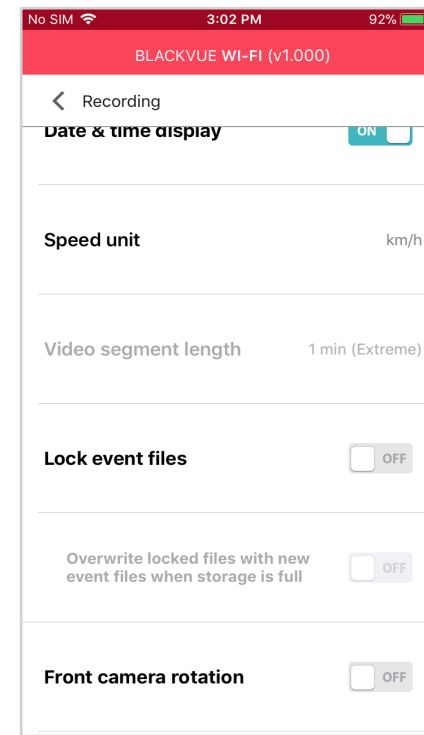 No SIM 3:02 PM 92%
BLACKVUE WI-FI (v1.000)
Recording
Date & time display ON
Speed unit km/h
Video segment length 1 min (Extreme)
Lock event files OFF
Overwrite locked files with new
event files when storage is full OFF
Front camera rotation OFF